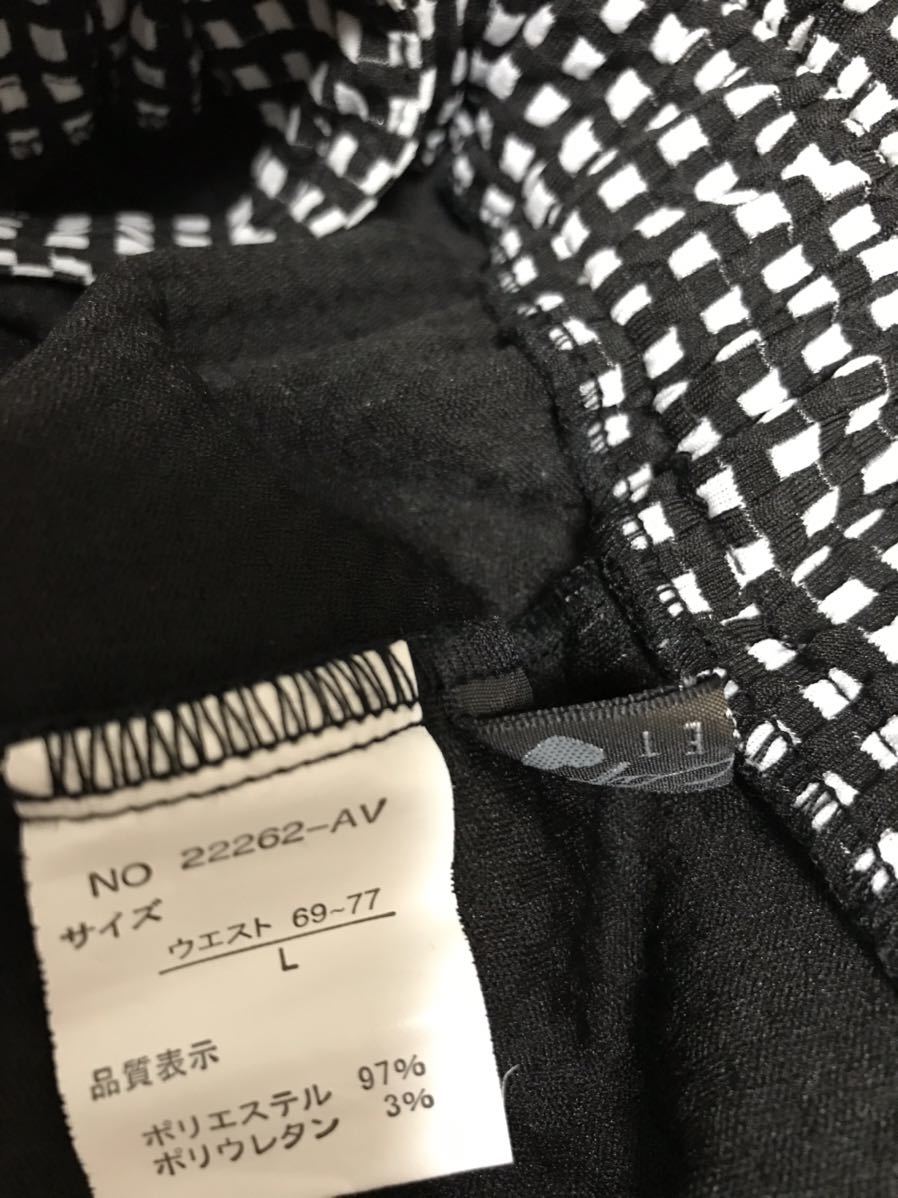 NO 22262-AV
サイズ
ウエスト 69~77
L
品質表示
ポリエステル 97%
ポリウレタン 3%